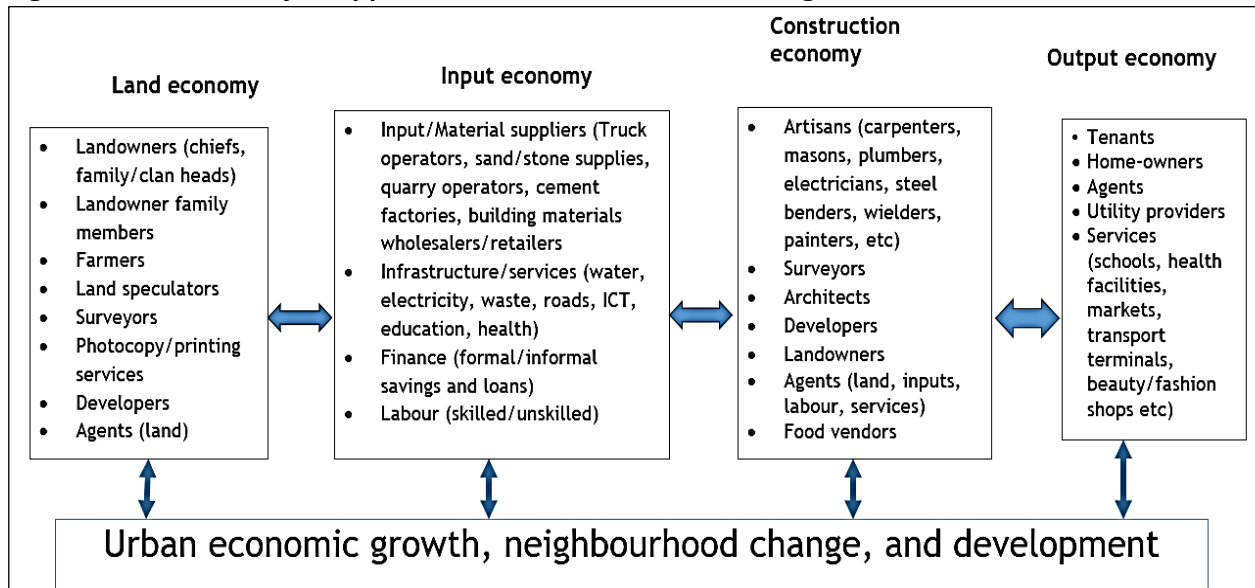 Land economy
• Landowners (chiefs,
family/clan heads)
• Landowner family
members
• Farmers
• Land speculators
• Surveyors
• Photocopy/printing
services
• Developers
• Agents (land)
Input economy
• Input/Material suppliers (Truck
operators, sand/stone supplies,
quarry operators, cement
factories, building materials
wholesalers/retailers
• Infrastructure/services (water,
electricity, waste, roads, ICT,
education, health)
• Finance (formal/informal
savings and loans)
• Labour (skilled/unskilled)
Construction
economy
• Artisans (carpenters,
masons, plumbers,
electricians, steel
benders, wielders,
painters, etc)
• Surveyors
• Architects
• Developers
• Landowners
• Agents (land, inputs,
labour, services)
• Food vendors
Output economy
• Tenants
• Home-owners
• Agents
• Utility providers
• Services
(schools, health
facilities,
markets,
transport
terminals,
beauty/fashion
shops etc)
Urban economic growth, neighbourhood change, and development